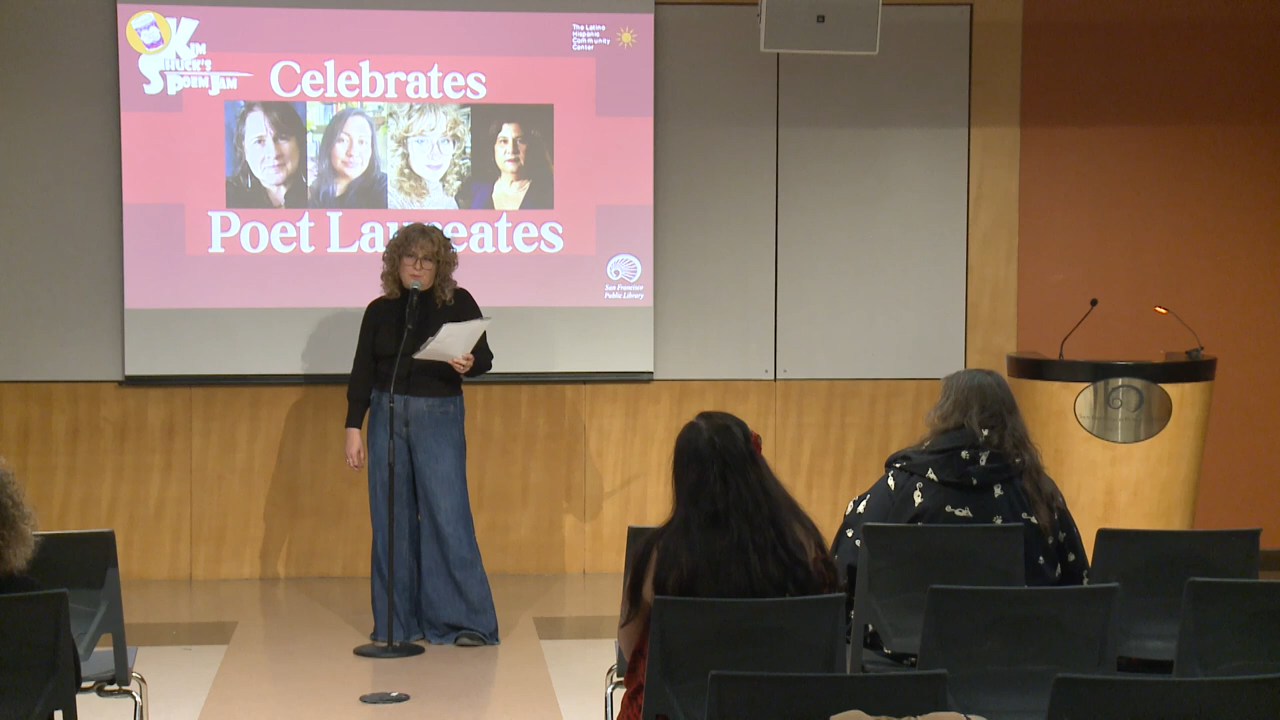 Kim
Shuck's
Poem Jam
The Latino
Hispanic
Community
Center
Celebrates
Poet Laureates
San Francisco
Public Library